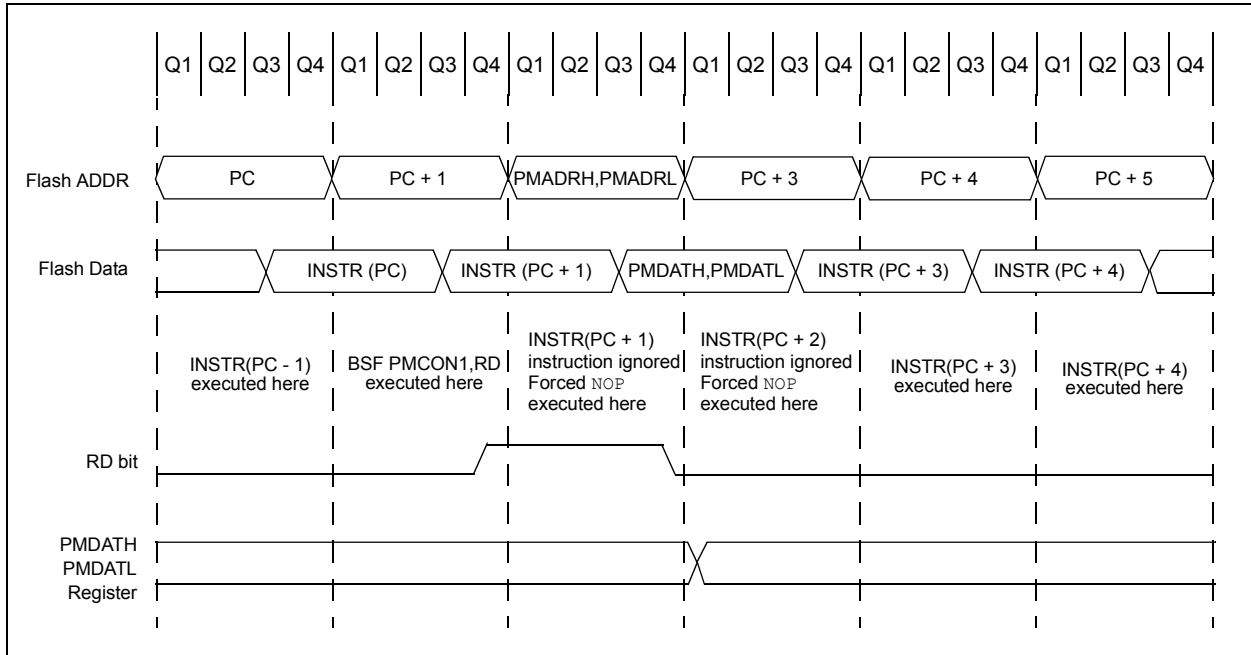 Q1 Q2 Q3 Q4 Q1 Q2 Q3 Q4 Q1 Q2 Q3 Q4 Q1 Q2 Q3 Q4 Q1 Q2 Q3 Q4 Q1 Q2 Q3 Q4
Flash ADDR PC PC + 1 PMADRH,PMADRL PC + 3 PC + 4 PC + 5
Flash Data INSTR (PC) INSTR (PC + 1) PMDATH,PMDATL INSTR (PC + 3) INSTR (PC + 4)
INSTR(PC - 1)
executed here
BSF PMCON1,RD
executed here
INSTR(PC + 1)
instruction ignored
Forced NOP
executed here
INSTR(PC + 2)
instruction ignored
Forced NOP
executed here
INSTR(PC + 3)
executed here
INSTR(PC + 4)
executed here
RD bit
PMDATH
PMDATL
Register